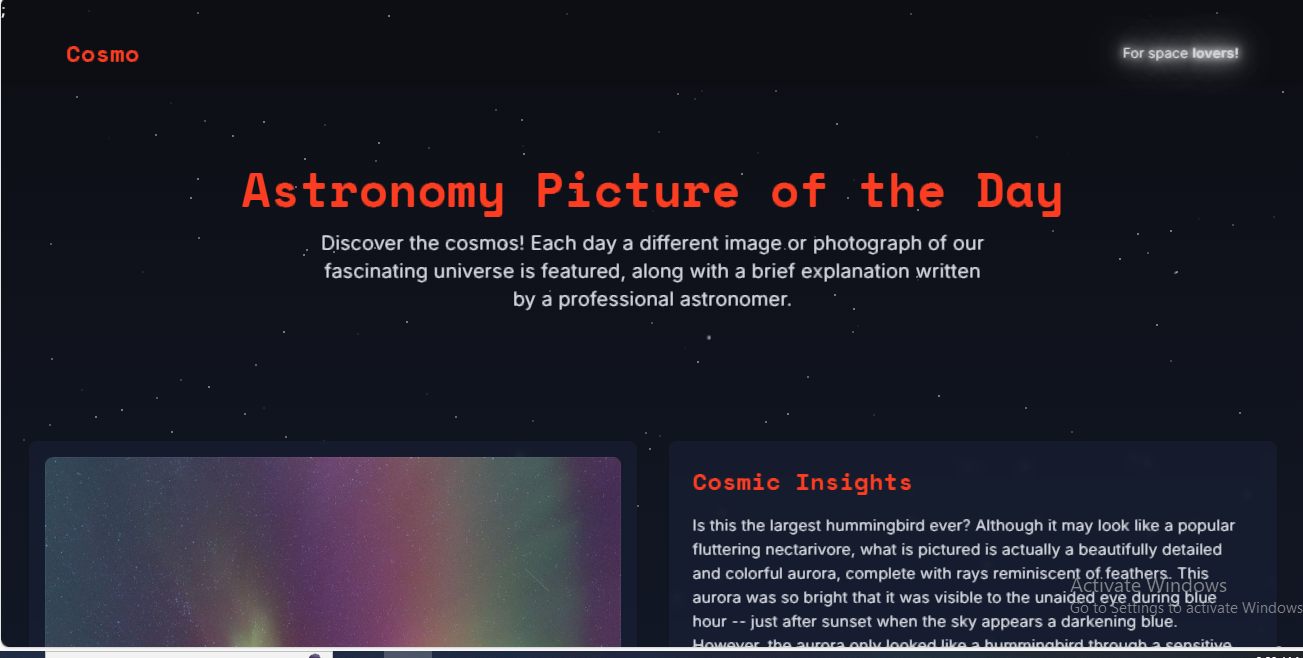 ;
Cosmo
For space lovers!
Astronomy Picture of the Day
Discover the cosmos! Each day a different image or photograph of our
fascinating universe is featured, along with a brief explanation written
by a professional astronomer.
Cosmic Insights
Is this the largest hummingbird ever? Although it may look like a popular
fluttering nectarivore, what is pictured is actually a beautifully detailed
and colorful aurora, complete with rays reminiscent of feathers. This
aurora was so bright that it was visible to the unaided eye during blue
hour -- just after sunset when the sky appears a darkening blue.
However, the aurora only looked like a hummingbird through a sensitive
Activate Windows
Go to Settings to activate Windows